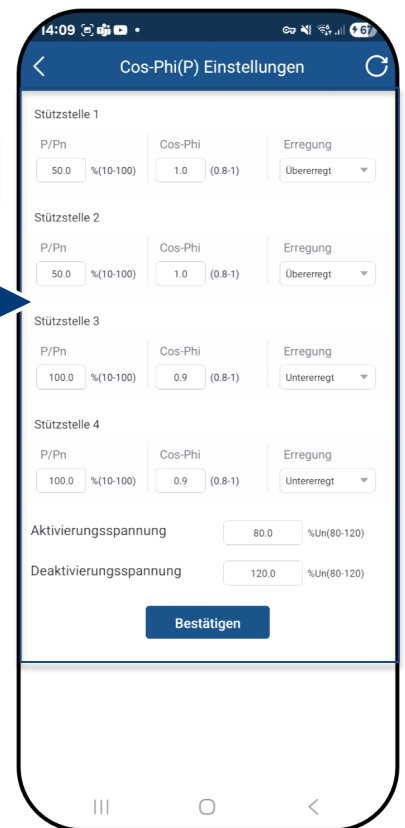 14:09
67
Cos-Phi(P) Einstellungen
Stützstelle 1
P/Pn Cos-Phi Erregung
50.0 %(10-100) 1.0 (0.8-1) Übererregt
Stützstelle 2
P/Pn Cos-Phi Erregung
50.0 %(10-100) 1.0 (0.8-1) Übererregt
Stützstelle 3
P/Pn Cos-Phi Erregung
100.0 %(10-100) 0.9 (0.8-1) Untererregt
Stützstelle 4
P/Pn Cos-Phi Erregung
100.0 %(10-100) 0.9 (0.8-1) Untererregt
Aktivierungsspannung 80.0 %Un(80-120)
Deaktivierungsspannung 120.0 %Un(80-120)
Bestätigen